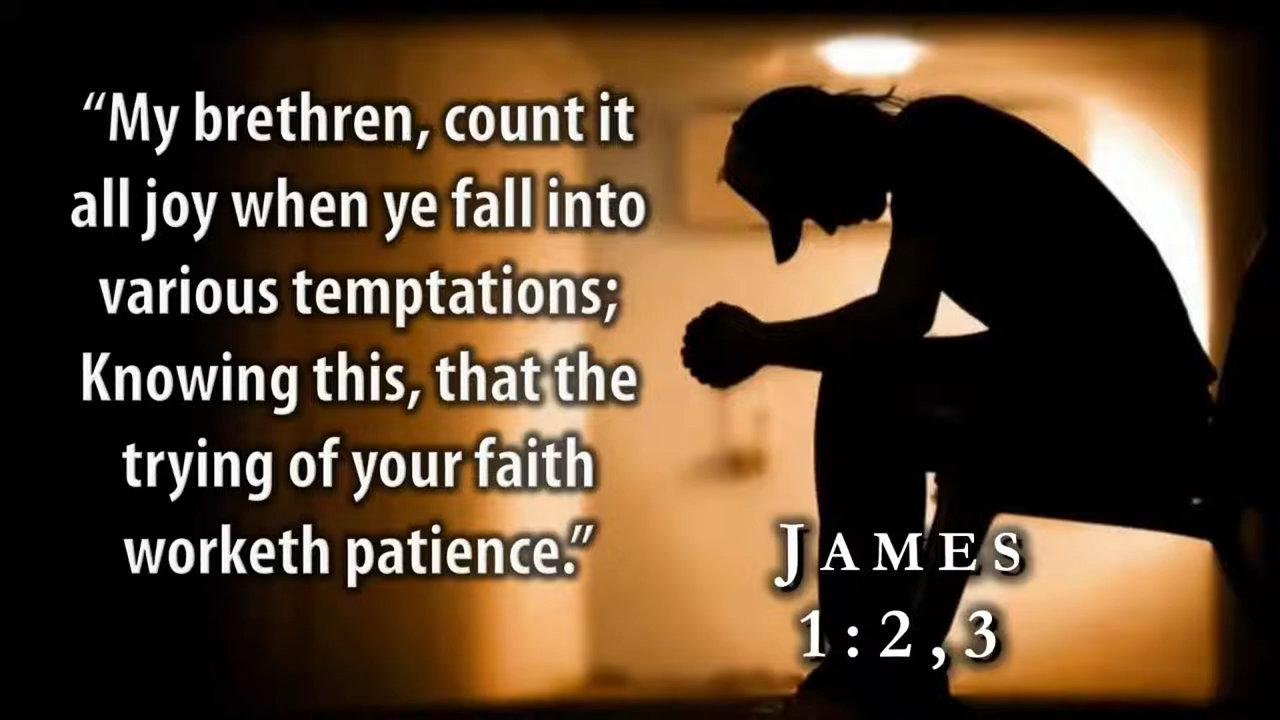 “My brethren, count it
all joy when ye fall into
various temptations;
Knowing this, that the
trying of your faith
worketh patience.”
JAMES
1:2,3